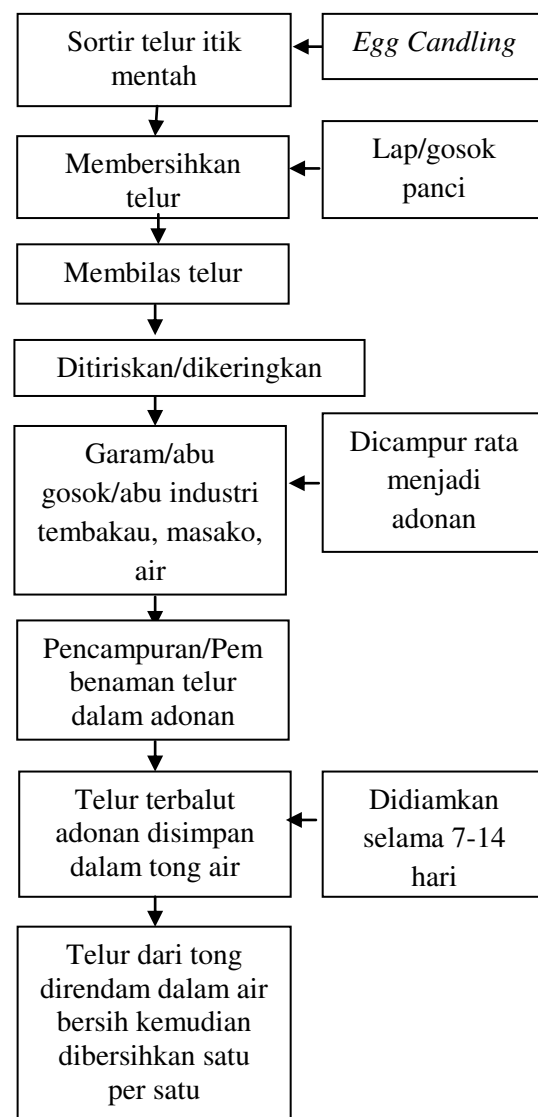 Sortir telur itik
mentah
Egg Candling
Membersihkan
telur
Lap/gosok
panci
Membilas telur
Ditiriskan/dikeringkan
Garam/abu
gosok/abu industri
tembakau, masako,
air
Dicampur rata
menjadi
adonan
Pencampuran/Pem
benaman telur
dalam adonan
Telur terbalut
adonan disimpan
dalam tong air
Didiamkan
selama 7-14
hari
Telur dari tong
direndam dalam air
bersih kemudian
dibersihkan satu
per satu